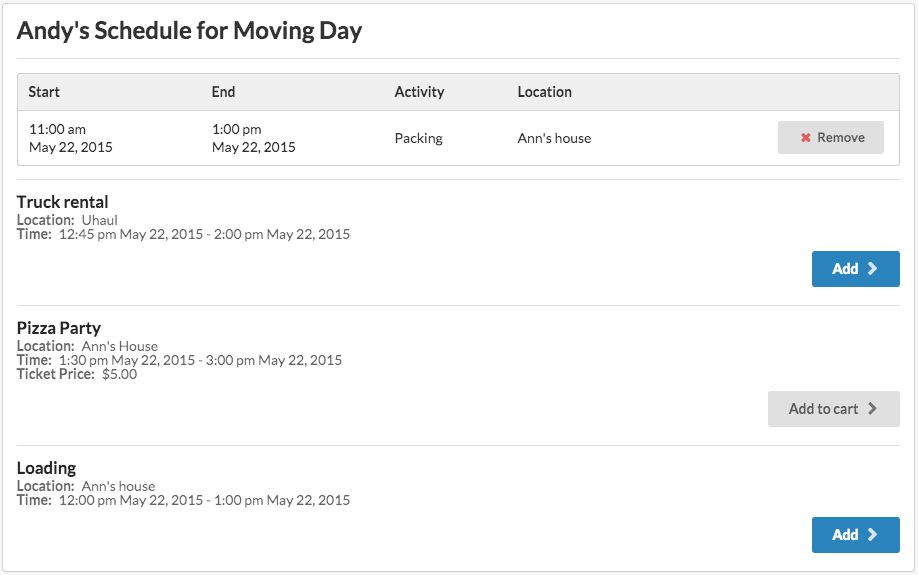 Andy's Schedule for Moving Day
Start End Activity Location
11:00 am 1:00 pm
May 22, 2015 May 22, 2015
Packing Ann's house Remove
Truck rental
Location: Uhaul
Time: 12:45 pm May 22, 2015 - 2:00 pm May 22, 2015
Add
Pizza Party
Location: Ann's House
Time: 1:30 pm May 22, 2015 - 3:00 pm May 22, 2015
Ticket Price: $5.00
Add to cart
Loading
Location: Ann's house
Time: 12:00 pm May 22, 2015 - 1:00 pm May 22, 2015
Add